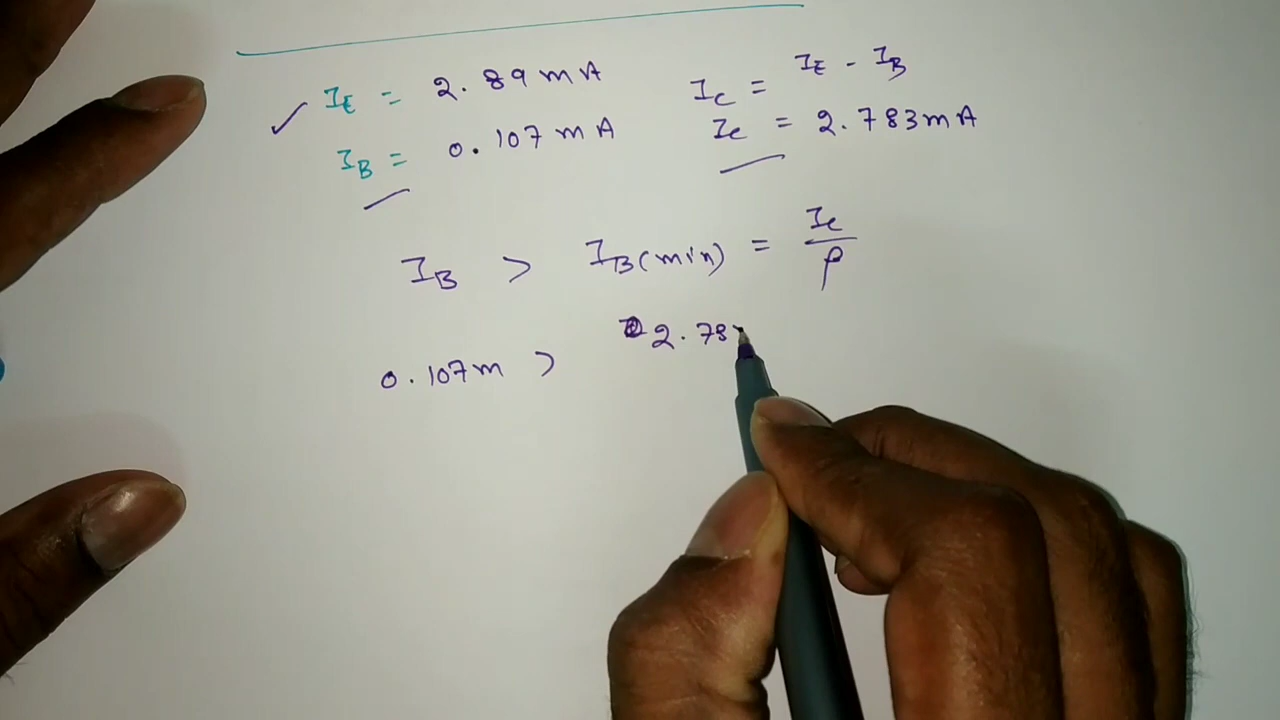 I_E = 2.89 mA
I_B = 0.107 mA
I_C = I_E - I_B
I_C = 2.783 mA
I_B > I_B(min) = I_C / β
0.107m > 2.78